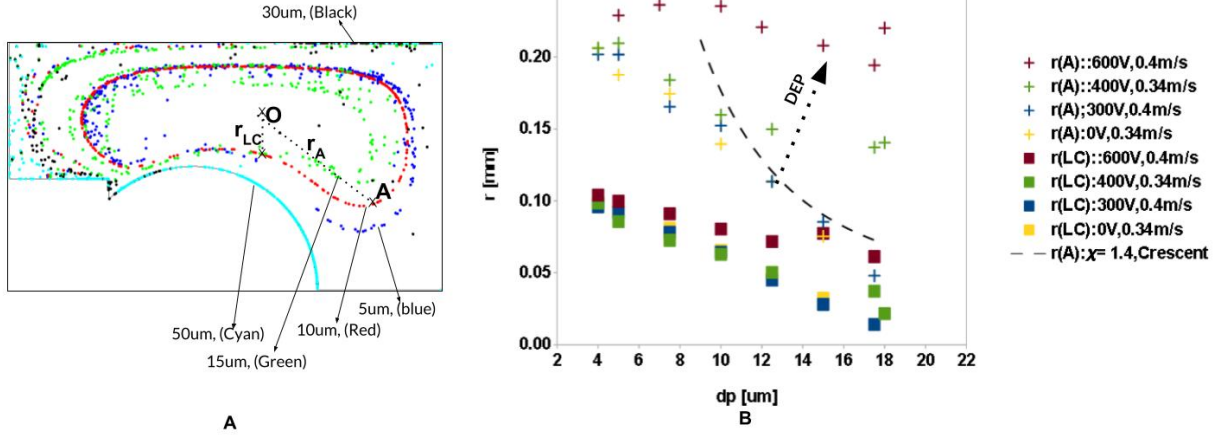 30um, (Black)
O
r_LC
r_A
A
5um, (blue)
10um, (Red)
50um, (Cyan)
15um, (Green)
A
r [mm]
0.20
0.15
0.10
0.05
0.00
4 6 8 10 12 14 16 18 20 22
dp [um]
DEP
B
r(A)::600V,0.4m/s
r(A)::400V,0.34m/s
r(A);300V,0.4m/s
r(A):0V,0.34m/s
r(LC)::600V,0.4m/s
r(LC):400V,0.34m/s
r(LC):300V,0.4m/s
r(LC):0V,0.34m/s
r(A):χ= 1.4,Crescent